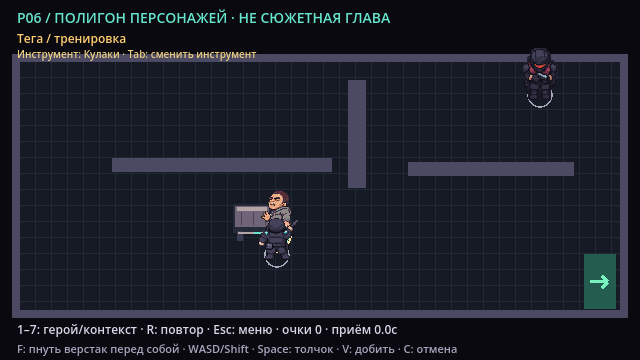 P06 / ПОЛИГОН ПЕРСОНАЖЕЙ · НЕ СЮЖЕТНАЯ ГЛАВА
Тега / тренировка
Инструмент: Кулаки · Tab: сменить инструмент
1–7: герой/контекст · R: повтор · Esc: меню · очки 0 · приём 0.0с
F: пнуть верстак перед собой · WASD/Shift · Space: толчок · V: добить · C: отмена